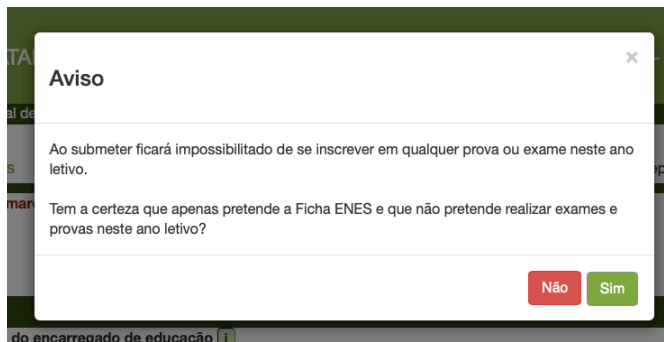 ×
Aviso
al de
Ao submeter ficará impossibilitado de se inscrever em qualquer prova ou exame neste ano
letivo.
Tem a certeza que apenas pretende a Ficha ENES e que não pretende realizar exames e
provas neste ano letivo?
Não Sim
do encarregado de educação i